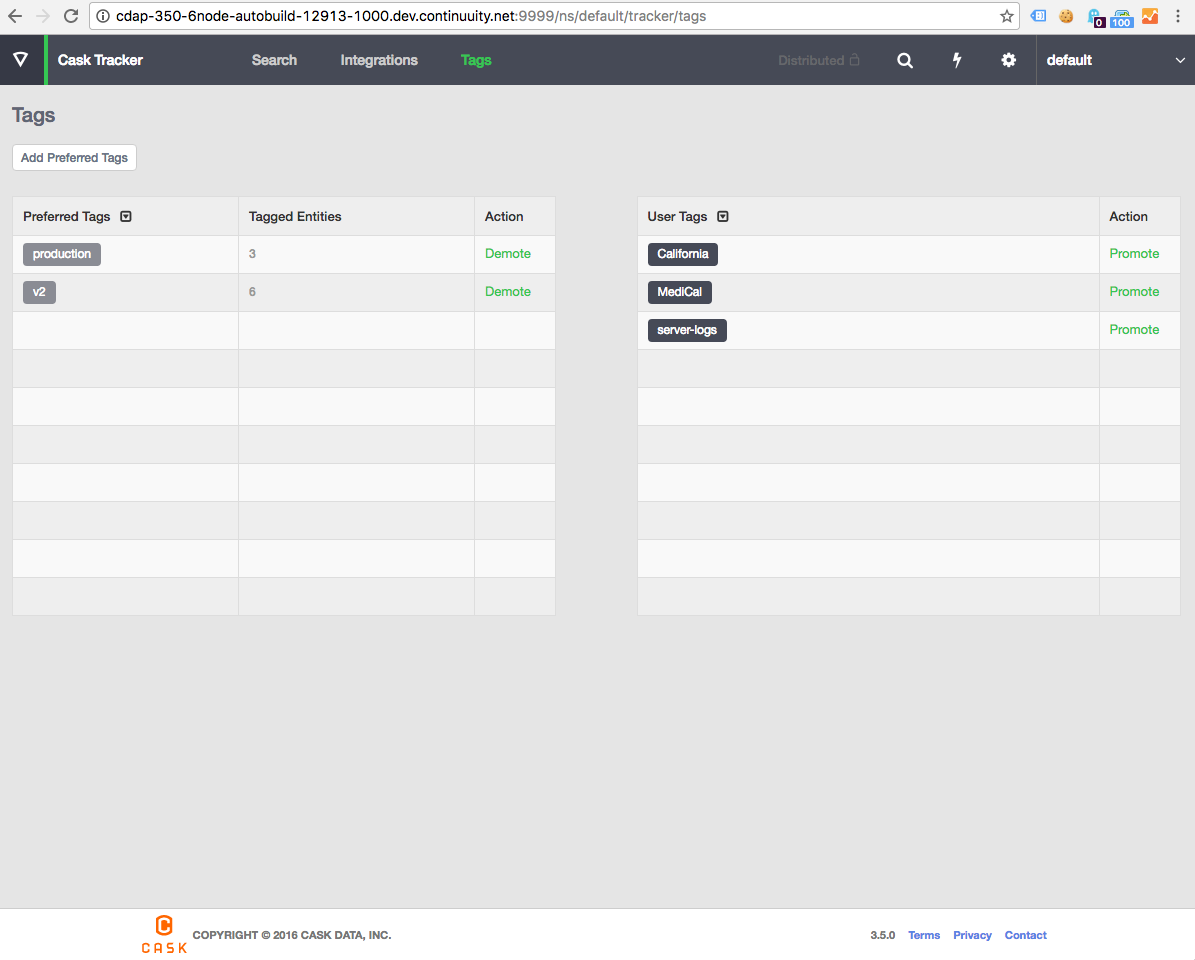 cdap-350-6node-autobuild-12913-1000.dev.continuuity.net:9999/ns/default/tracker/tags
0
100
Cask Tracker Search Integrations Tags Distributed default
Tags
Add Preferred Tags
Preferred Tags Tagged Entities Action User Tags Action
production 3 Demote California Promote
v2 6 Demote MediCal Promote
server-logs Promote
C
CASK
COPYRIGHT © 2016 CASK DATA, INC. 3.5.0 Terms Privacy Contact